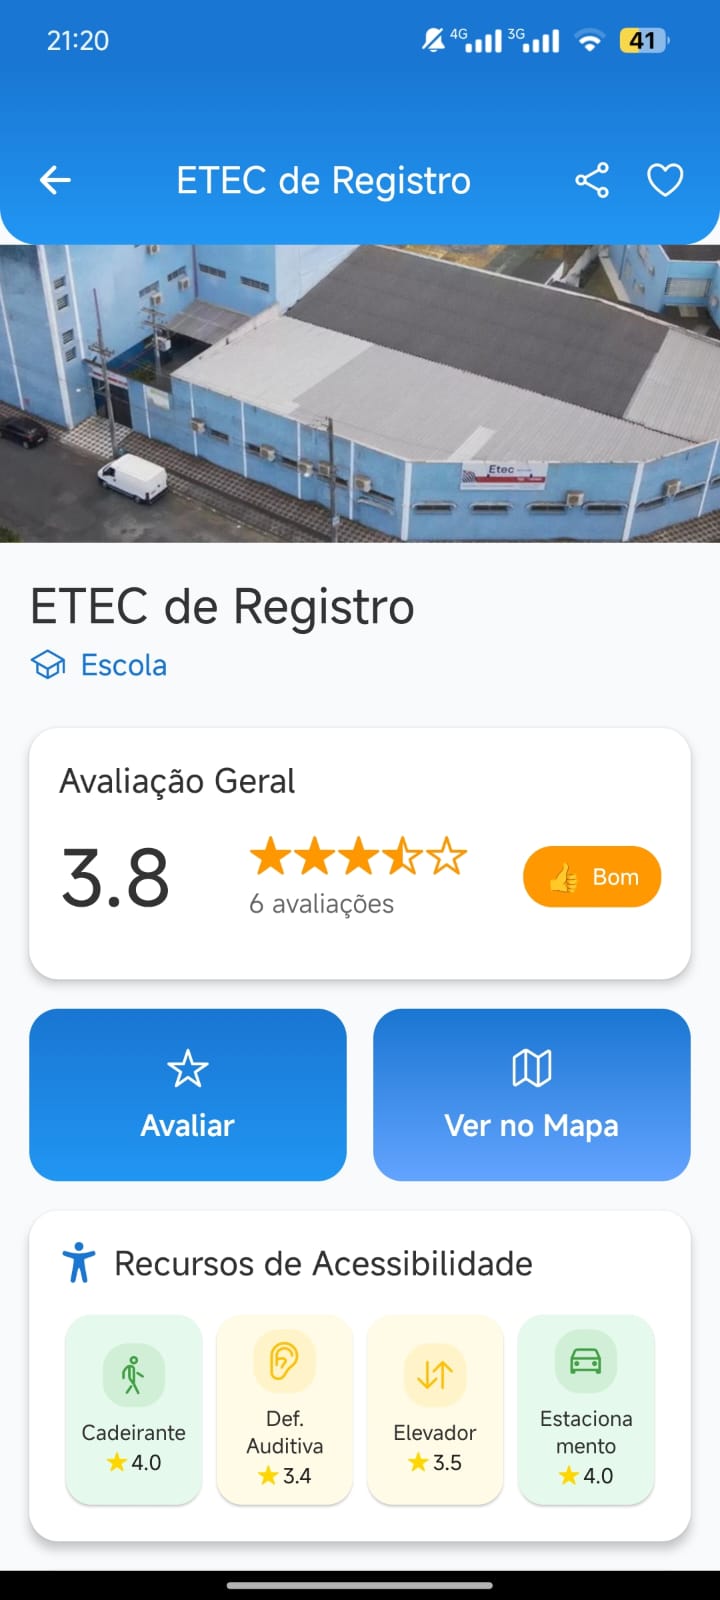 21:20
4G
3G
41
ETEC de Registro
Etec
ETEC de Registro
Escola
Avaliação Geral
3.8
6 avaliações
Bom
Avaliar
Ver no Mapa
Recursos de Acessibilidade
Cadeirante
4.0
Def.
Auditiva
3.4
Elevador
3.5
Estaciona
mento
4.0